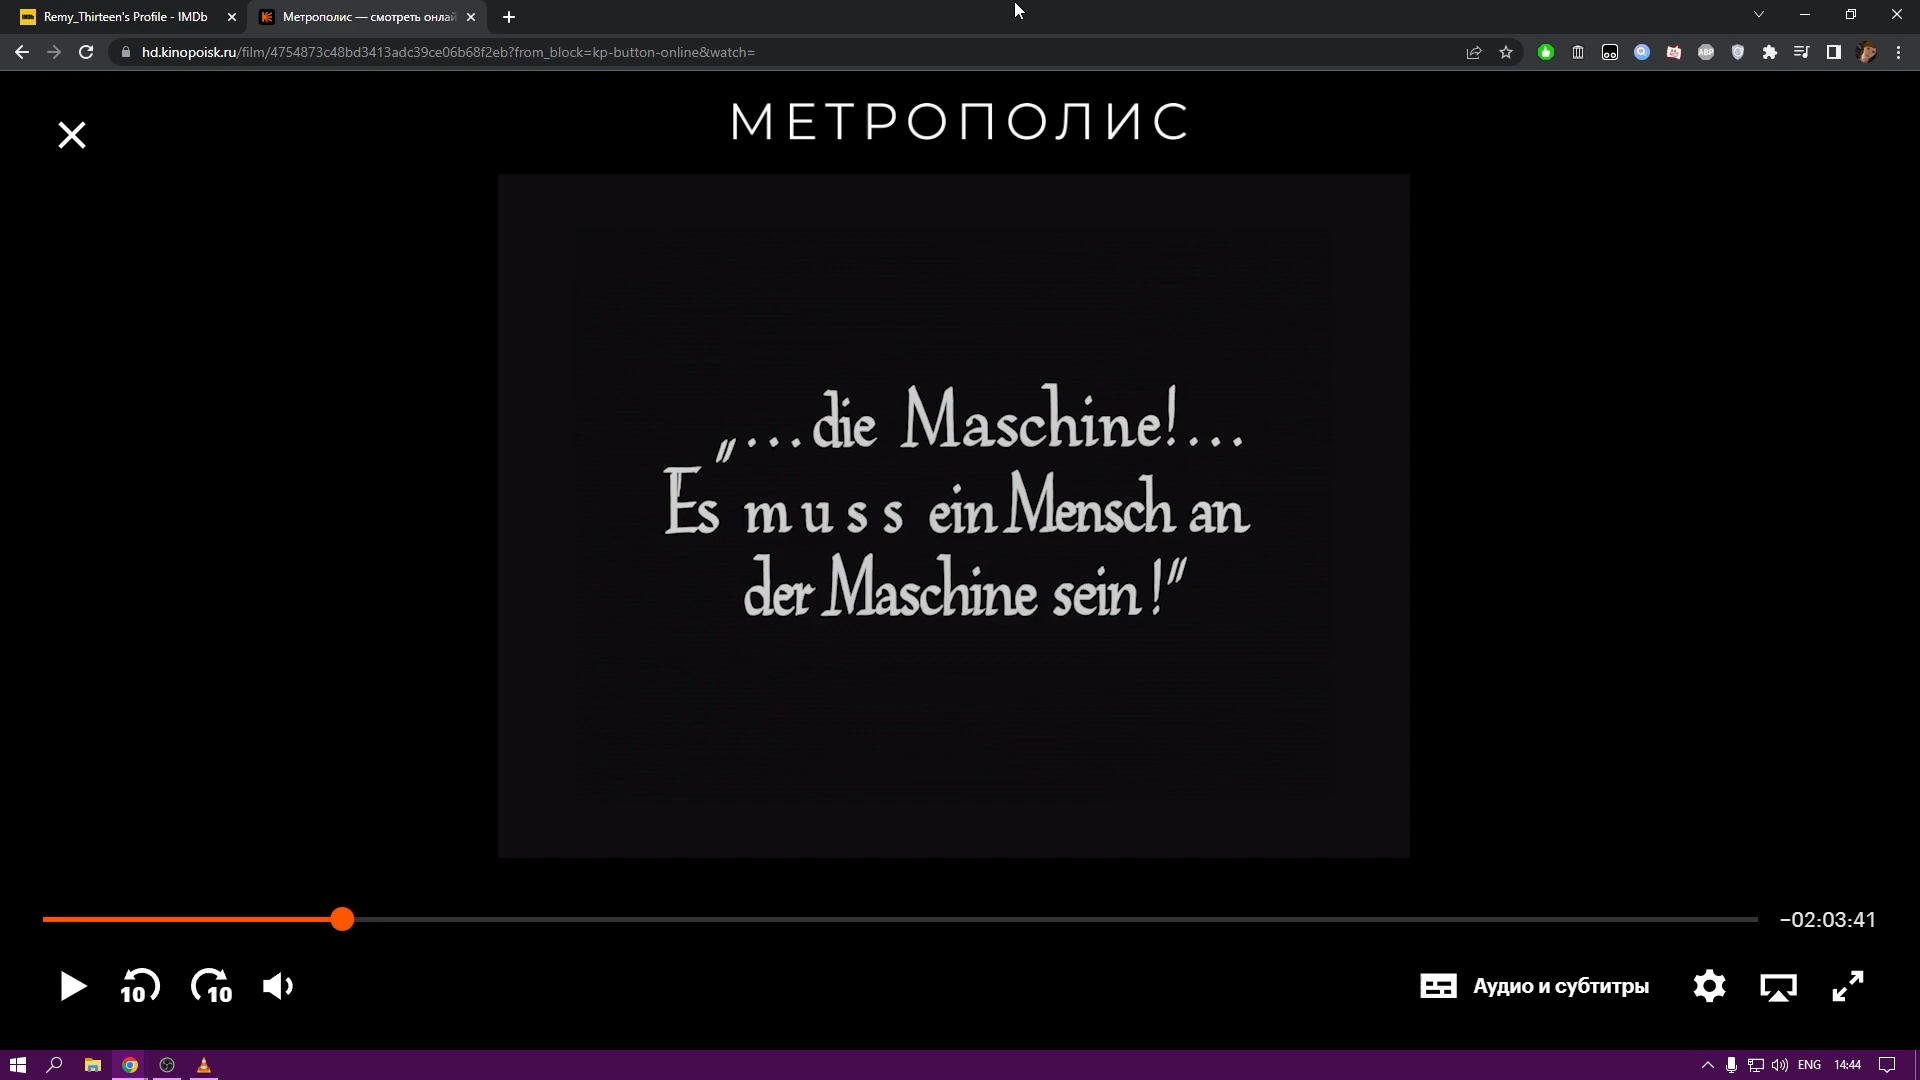 Remy_Thirteen's Profile - IMDb
Метрополис — смотреть онлай
hd.kinopoisk.ru/film/4754873c48bd3413adc39ce06b68f2eb?from_block=kp-button-online&watch=
ABP
МЕТРОПОЛИС
„...die Maschine!...
Es muss ein Mensch an
der Maschine sein!"
-02:03:41
10
10
Аудио и субтитры
ENG
14:44